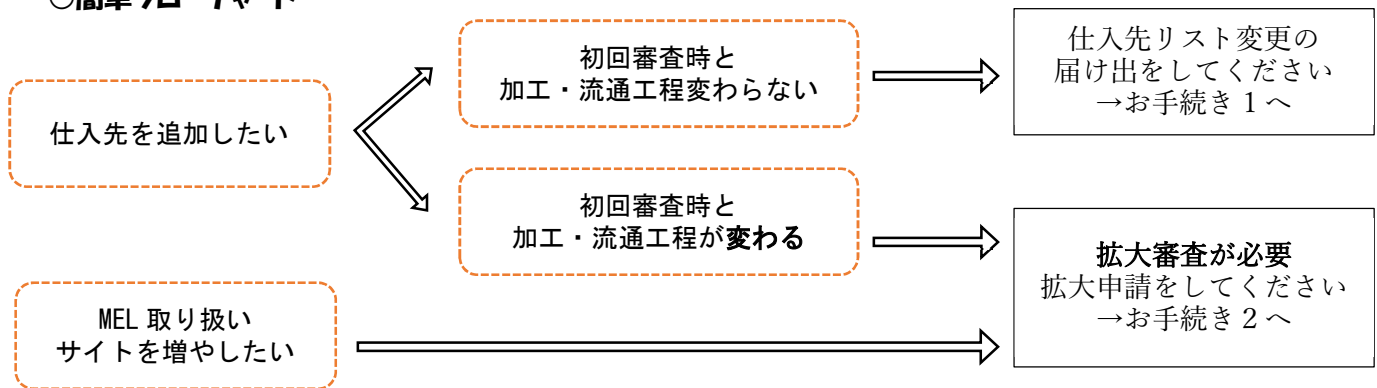 仕入先を追加したい
初回審査時と
加工・流通工程変わらない
仕入先リスト変更の
届け出をしてください
→お手続き１へ
初回審査時と
加工・流通工程が変わる
拡大審査が必要
拡大申請をしてください
→お手続き２へ
MEL 取り扱い
サイトを増やしたい